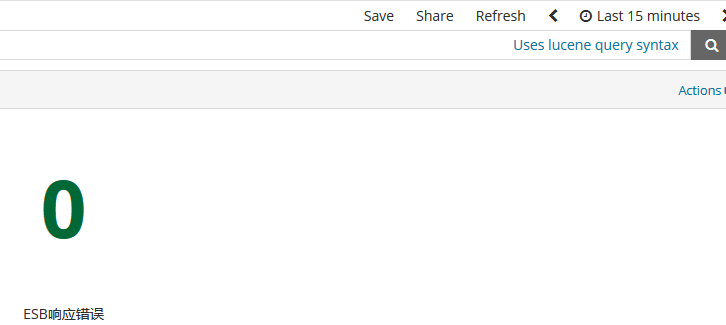 Save Share Refresh Last 15 minutes
Uses lucene query syntax
Actions
0
ESB响应错误